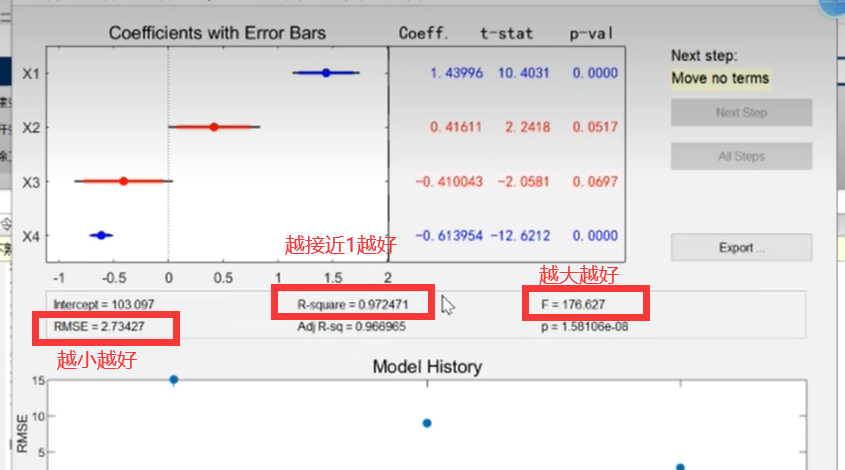 Coefficients with Error Bars
Coeff. t-stat p-val
Next step:
Move no terms
X1 1.43996 10.4031 0.0000
Next Step
X2 0.41611 2.2418 0.0517
All Steps
X3 -0.410043 -2.0581 0.0697
X4 -0.613954 -12.6212 0.0000
Export ...
-1 -0.5 0 0.5 1 1.5 2
越接近1越好
越大越好
Intercept = 103.097 R-square = 0.972471 F = 176.627
RMSE = 2.73427 Adj R-sq = 0.966965 p = 1.58106e-08
越小越好
Model History
15
10
5
RMSE